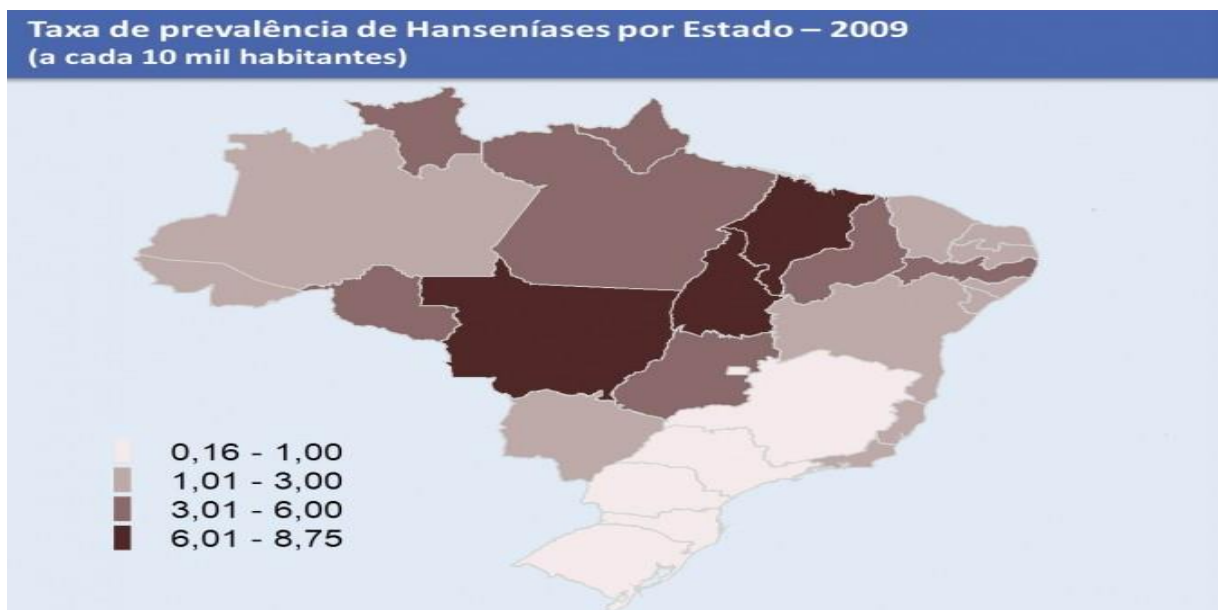 Taxa de prevalência de Hanseníases por Estado – 2009
(a cada 10 mil habitantes)
0,16 - 1,00
1,01 - 3,00
3,01 - 6,00
6,01 - 8,75